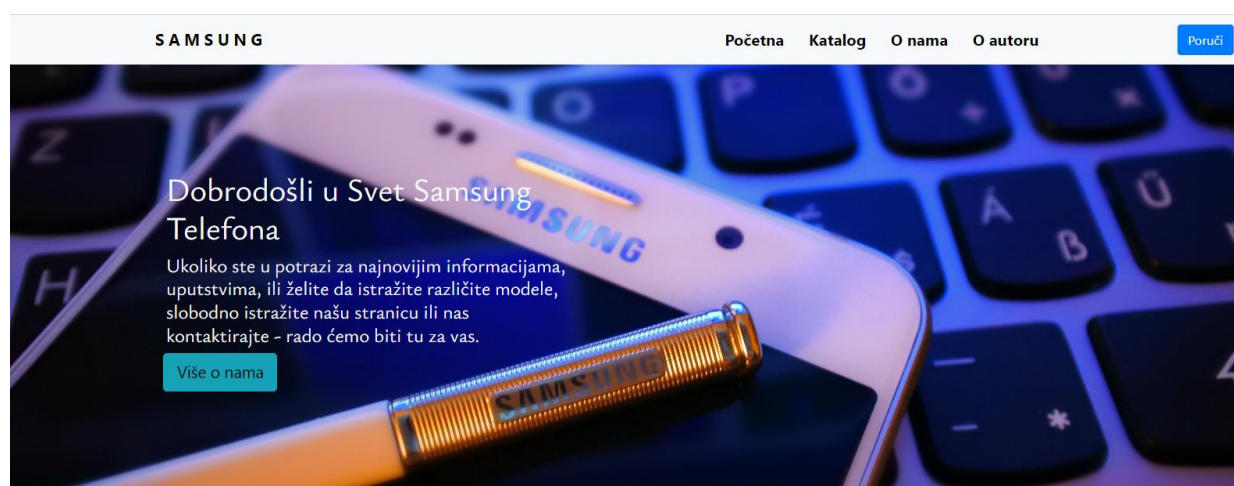 SAMSUNG
Početna Katalog O nama O autoru
Poruči
Dobrodošli u Svet Samsung
Telefona
Ukoliko ste u potrazi za najnovijim informacijama,
uputstvima, ili želite da istražite različite modele,
slobodno istražite našu stranicu ili nas
kontaktirajte - rado ćemo biti tu za vas.
Više o nama
SAMSUNG
SAMSUNG
Z
H
P
O
Á
ß
Ű
É
*